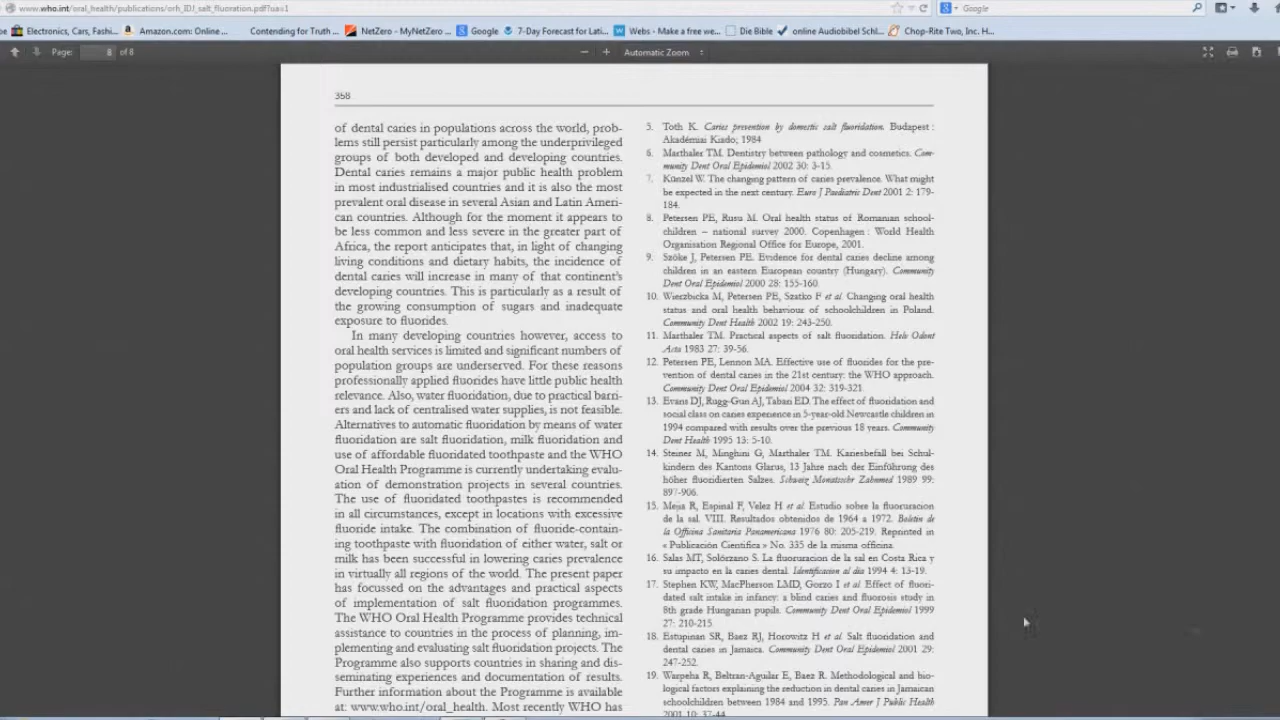 www.who.int/oral_health/publications/orh_IDJ_salt_fluoration.pdf?ua=1
Google
Electronics, Cars, Fashi...
Amazon.com: Online ...
Contending for Truth ...
NetZero - MyNetZero ...
Google
7-Day Forecast for Lati...
Webs - Make a free we...
Die Bible
online Audiobibel Schl...
Chop-Rite Two, Inc. H...
Page: 8 of 8
Automatic Zoom
358
of dental caries in populations across the world, prob-
lems still persist particularly among the underprivileged
groups of both developed and developing countries.
Dental caries remains a major public health problem
in most industrialised countries and it is also the most
prevalent oral disease in several Asian and Latin Ameri-
can countries. Although for the moment it appears to
be less common and less severe in the greater part of
Africa, the report anticipates that, in light of changing
living conditions and dietary habits, the incidence of
dental caries will increase in many of that continent's
developing countries. This is particularly as a result of
the growing consumption of sugars and inadequate
exposure to fluorides.
In many developing countries however, access to
oral health services is limited and significant numbers of
population groups are underserved. For these reasons
professionally applied fluorides have little public health
relevance. Also, water fluoridation, due to practical barri-
ers and lack of centralised water supplies, is not feasible.
Alternatives to automatic fluoridation by means of water
fluoridation are salt fluoridation, milk fluoridation and
use of affordable fluoridated toothpaste and the WHO
Oral Health Programme is currently undertaking evalu-
ation of demonstration projects in several countries.
The use of fluoridated toothpastes is recommended
in all circumstances, except in locations with excessive
fluoride intake. The combination of fluoride-contain-
ing toothpaste with fluoridation of either water, salt or
milk has been successful in lowering caries prevalence
in virtually all regions of the world. The present paper
has focussed on the advantages and practical aspects
of implementation of salt fluoridation programmes.
The WHO Oral Health Programme provides technical
assistance to countries in the process of planning, im-
plementing and evaluating salt fluoridation projects. The
Programme also supports countries in sharing and dis-
seminating experiences and documentation of results.
Further information about the Programme is available
at: www.who.int/oral_health. Most recently WHO has
5. Toth K. Caries prevention by domestic salt fluoridation. Budapest :
Akadémiai Kiado; 1984
6. Marthaler TM. Dentistry between pathology and cosmetics. Com-
munity Dent Oral Epidemiol 2002 30: 3-15.
7. Künzel W. The changing pattern of caries prevalence. What might
be expected in the next century. Euro J Paediatric Dent 2001 2: 179-
184.
8. Petersen PE, Rusu M. Oral health status of Romanian school-
children – national survey 2000. Copenhagen : World Health
Organisation Regional Office for Europe, 2001.
9. Szöke J, Petersen PE. Evidence for dental caries decline among
children in an eastern European country (Hungary). Community
Dent Oral Epidemiol 2000 28: 155-160.
10. Wierzbicka M, Petersen PE, Szatko F et al. Changing oral health
status and oral health behaviour of schoolchildren in Poland.
Community Dent Health 2002 19: 243-250.
11. Marthaler TM. Practical aspects of salt fluoridation. Helv Odont
Acta 1983 27: 39-56.
12. Petersen PE, Lennon MA. Effective use of fluorides for the pre-
vention of dental caries in the 21st century: the WHO approach.
Community Dent Oral Epidemiol 2004 32: 319-321.
13. Evans DJ, Rugg-Gun AJ, Tabari ED. The effect of fluoridation and
social class on caries experience in 5-year-old Newcastle children in
1994 compared with results over the previous 18 years. Community
Dent Health 1995 13: 5-10.
14. Steiner M, Minghini G, Marthaler TM. Kariesbefall bei Schul-
kindern des Kantons Glarus, 13 Jahre nach der Einführung des
höher fluoridierten Salzes. Schweiz Monatsschr Zahnmed 1989 99:
897-906.
15. Mejia R, Espinal F, Velez H et al. Estudio sobre la fluoruracion
de la sal. VIII. Resultados obtenidos de 1964 a 1972. Boletin de
la Officina Sanitaria Panamericana 1976 80: 205-219. Reprinted in
« Publicación Cientifica » No. 335 de la misma officina.
16. Salas MT, Solórzano S. La fluoruracion de la sal en Costa Rica y
su impacto en la caries dental. Identificacion al dia 1994 4: 13-19.
17. Stephen KW, MacPherson LMD, Gorzo I et al. Effect of fluori-
dated salt intake in infancy: a blind caries and fluorosis study in
8th grade Hungarian pupils. Community Dent Oral Epidemiol 1999
27: 210-215.
18. Estupinan SR, Baez RJ, Horowitz H et al. Salt fluoridation and
dental caries in Jamaica. Community Dent Oral Epidemiol 2001 29:
247-252.
19. Warpeha R, Beltran-Aguilar E, Baez R. Methodological and bio-
logical factors explaining the reduction in dental caries in Jamaican
schoolchildren between 1984 and 1995. Pan Amer J Public Health
2001 10: 37-44.